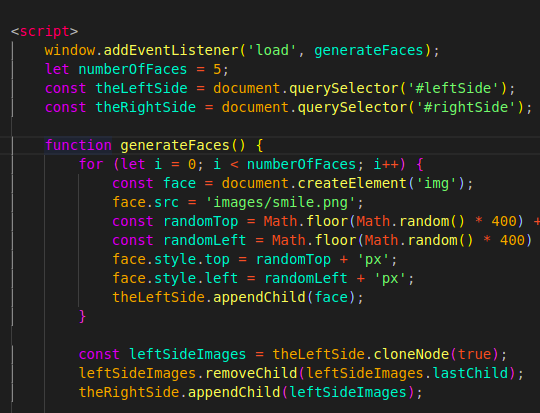 <script>
window.addEventListener('load', generateFaces);
let numberOfFaces = 5;
const theLeftSide = document.querySelector('#leftSide');
const theRightSide = document.querySelector('#rightSide');
function generateFaces() {
for (let i = 0; i < numberOfFaces; i++) {
const face = document.createElement('img');
face.src = 'images/smile.png';
const randomTop = Math.floor(Math.random() * 400) +
const randomLeft = Math.floor(Math.random() * 400)
face.style.top = randomTop + 'px';
face.style.left = randomLeft + 'px';
theLeftSide.appendChild(face);
}
const leftSideImages = theLeftSide.cloneNode(true);
leftSideImages.removeChild(leftSideImages.lastChild);
theRightSide.appendChild(leftSideImages);